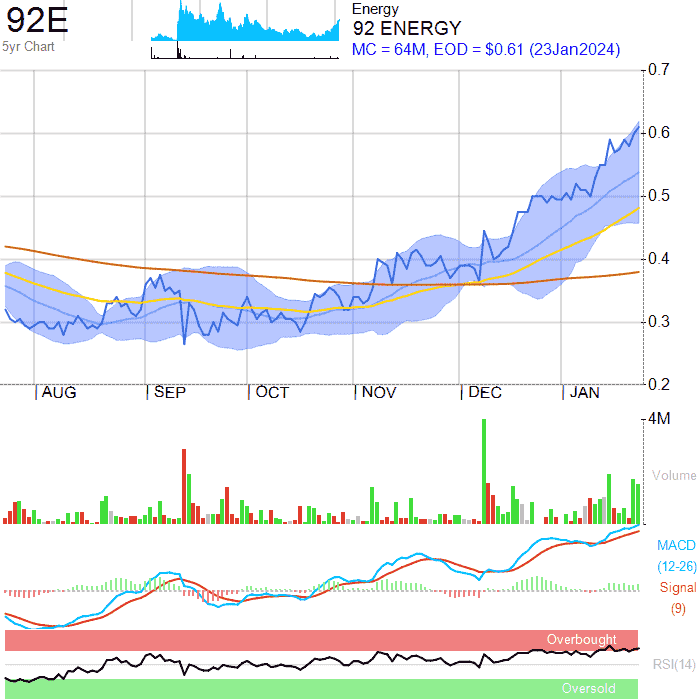 92E
5yr Chart
Energy
92 ENERGY
MC = 64M, EOD = $0.61 (23Jan2024)
0.7
0.6
0.5
0.4
0.3
0.2
AUG SEP OCT NOV DEC JAN
4M
Volume
MACD
(12-26)
Signal
(9)
Overbought
RSI(14)
Oversold